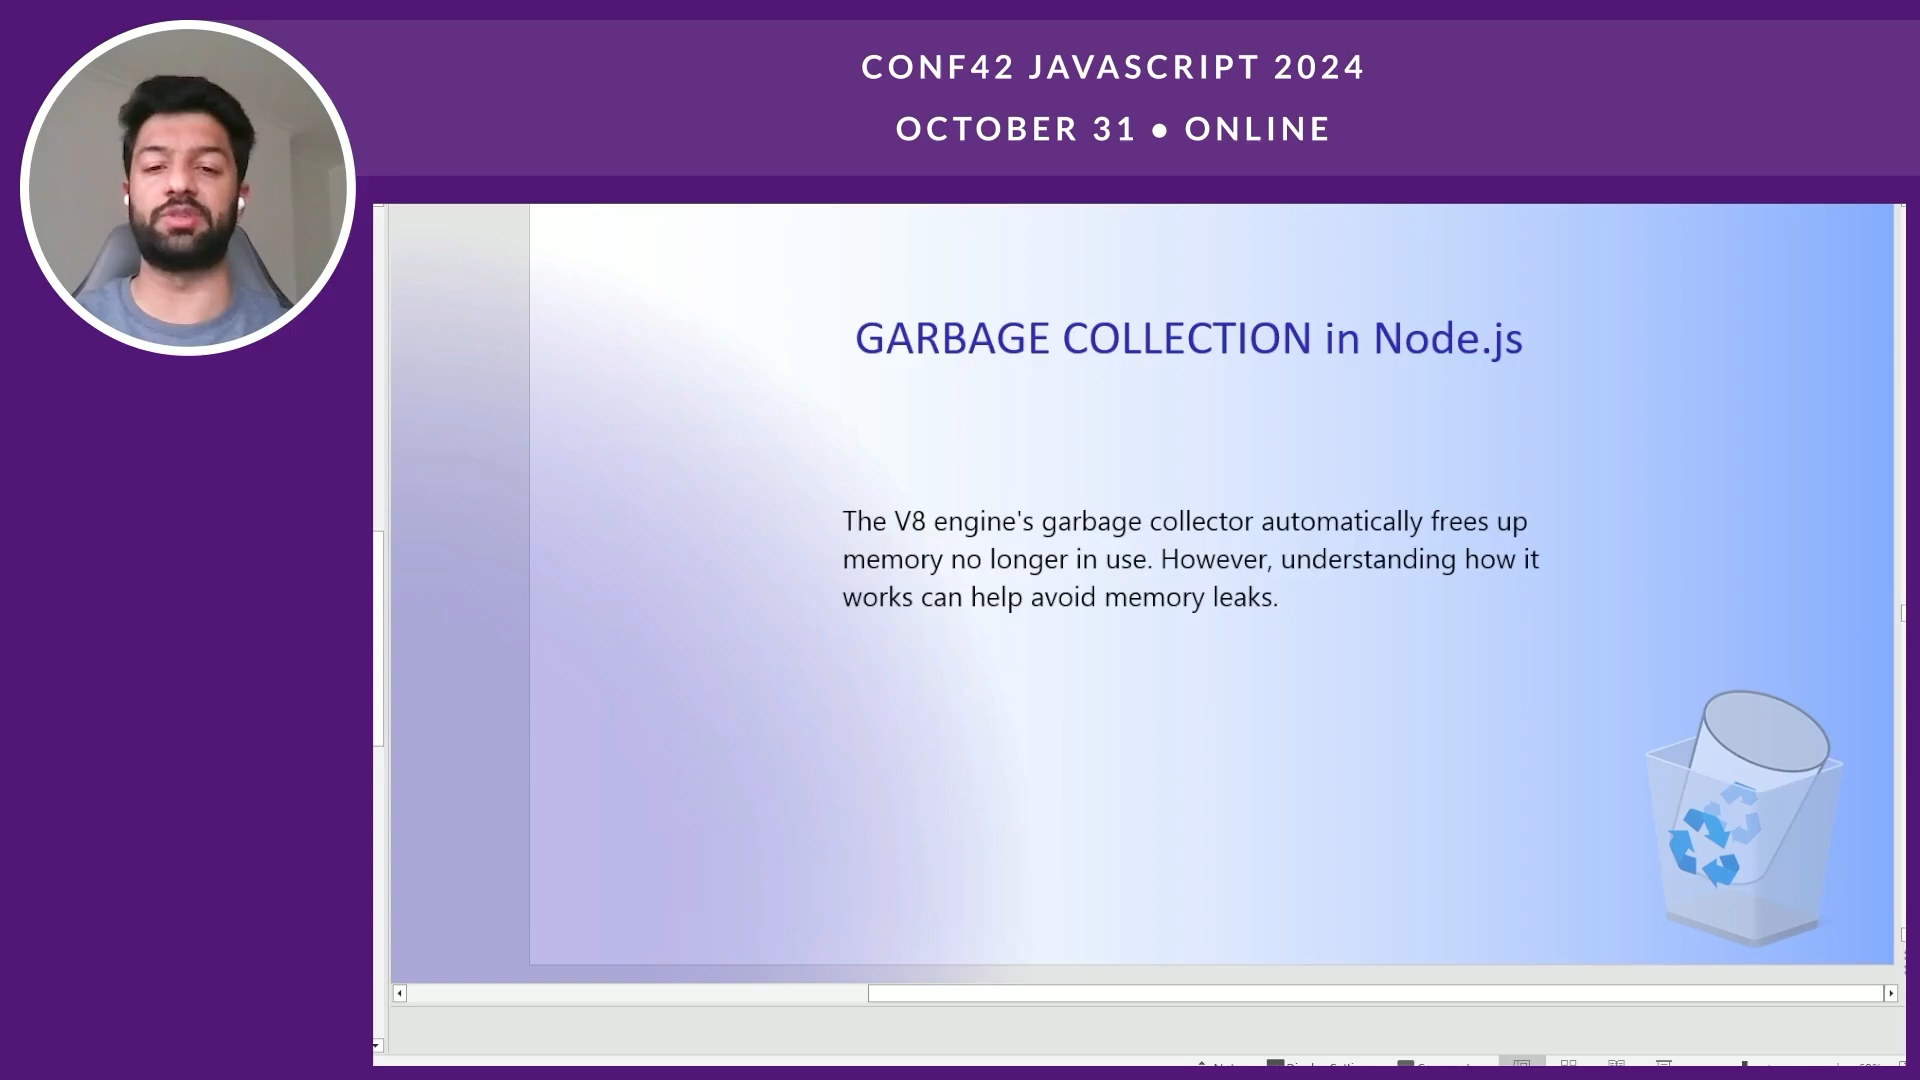 CONF42 JAVASCRIPT 2024
OCTOBER 31 ● ONLINE
GARBAGE COLLECTION in Node.js
The V8 engine's garbage collector automatically frees up
memory no longer in use. However, understanding how it
works can help avoid memory leaks.